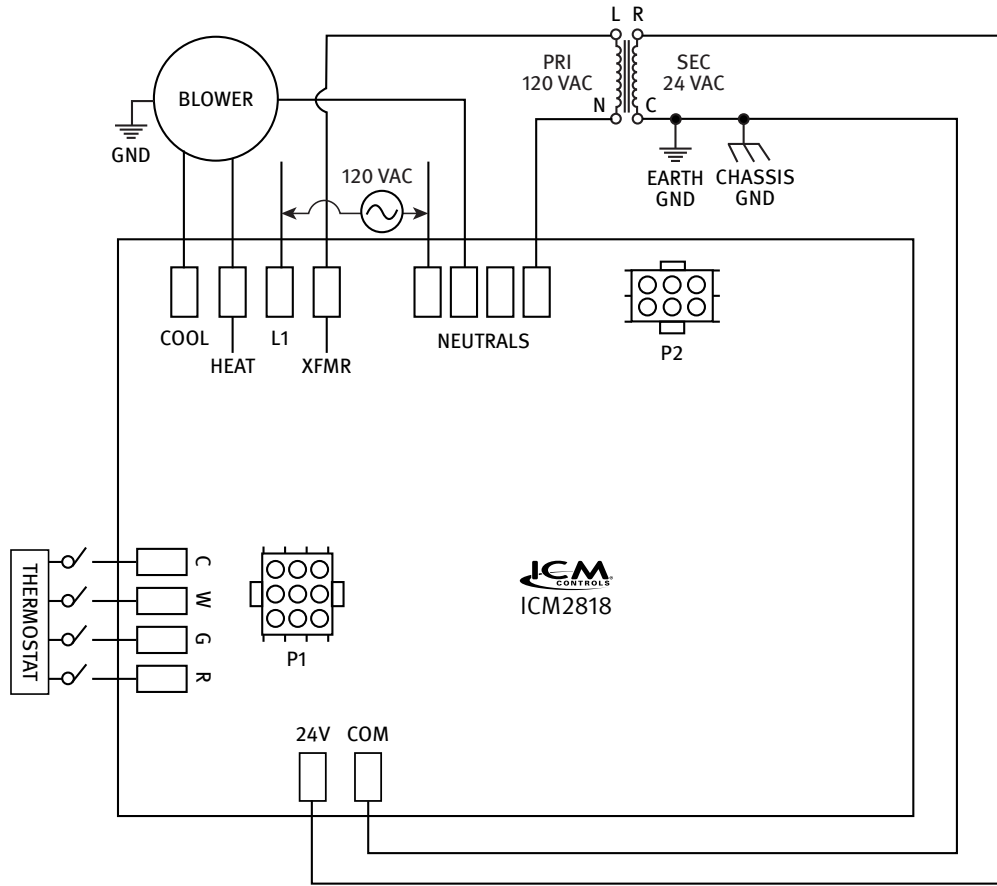 L R
PRI
120 VAC
SEC
24 VAC
N
C
BLOWER
GND
EARTH
GND
CHASSIS
GND
120 VAC
COOL
HEAT
L1
XFMR
NEUTRALS
P2
THERMOSTAT
C
W
G
R
P1
ICM
CONTROLS
ICM2818
24V
COM